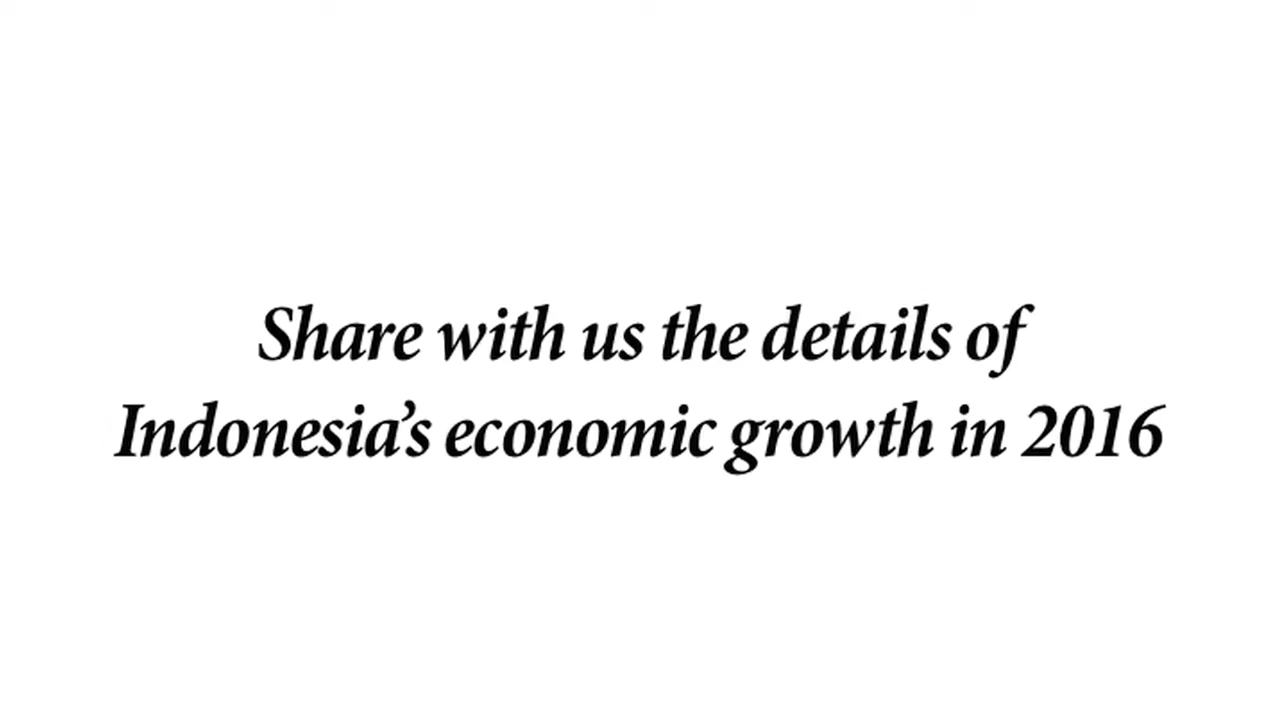 Share with us the details of
Indonesia’s economic growth in 2016